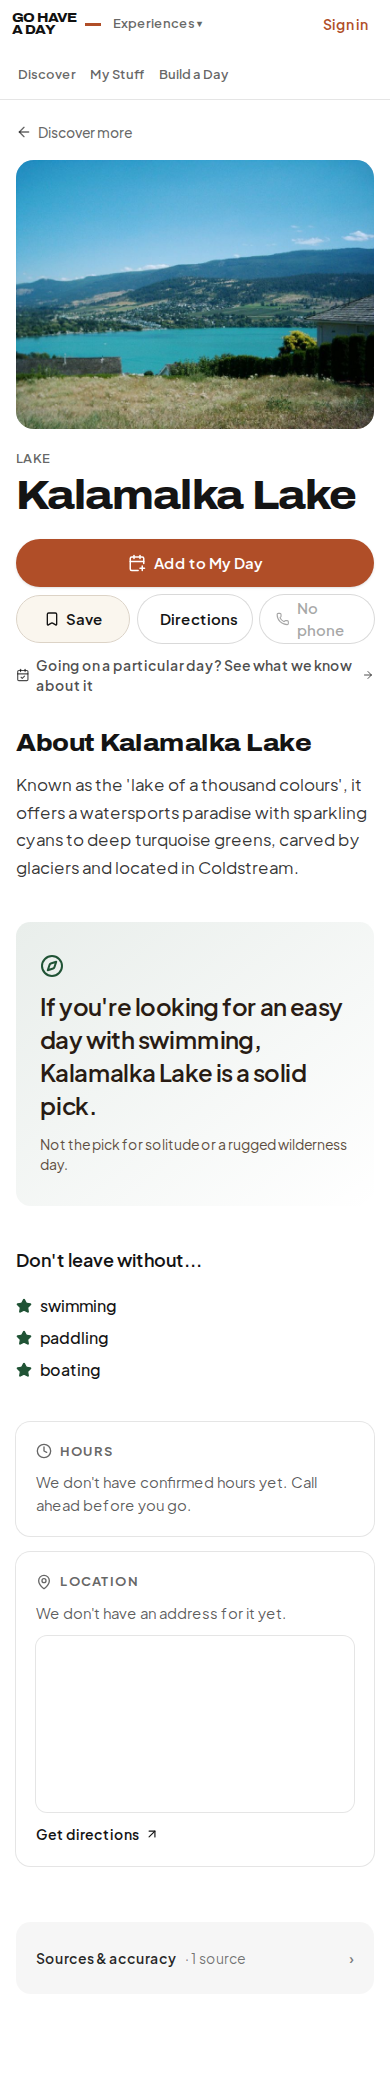 GO HAVE
A DAY
Experiences ▾
Sign in
Discover My Stuff Build a Day
← Discover more
LAKE
Kalamalka Lake
Add to My Day
Save
Directions
No
phone
Going on a particular day? See what we know
about it
→
About Kalamalka Lake
Known as the 'lake of a thousand colours', it
offers a watersports paradise with sparkling
cyans to deep turquoise greens, carved by
glaciers and located in Coldstream.
If you're looking for an easy
day with swimming,
Kalamalka Lake is a solid
pick.
Not the pick for solitude or a rugged wilderness
day.
Don't leave without...
swimming
paddling
boating
HOURS
We don't have confirmed hours yet. Call
ahead before you go.
LOCATION
We don't have an address for it yet.
Get directions ↗
Sources & accuracy · 1 source ›